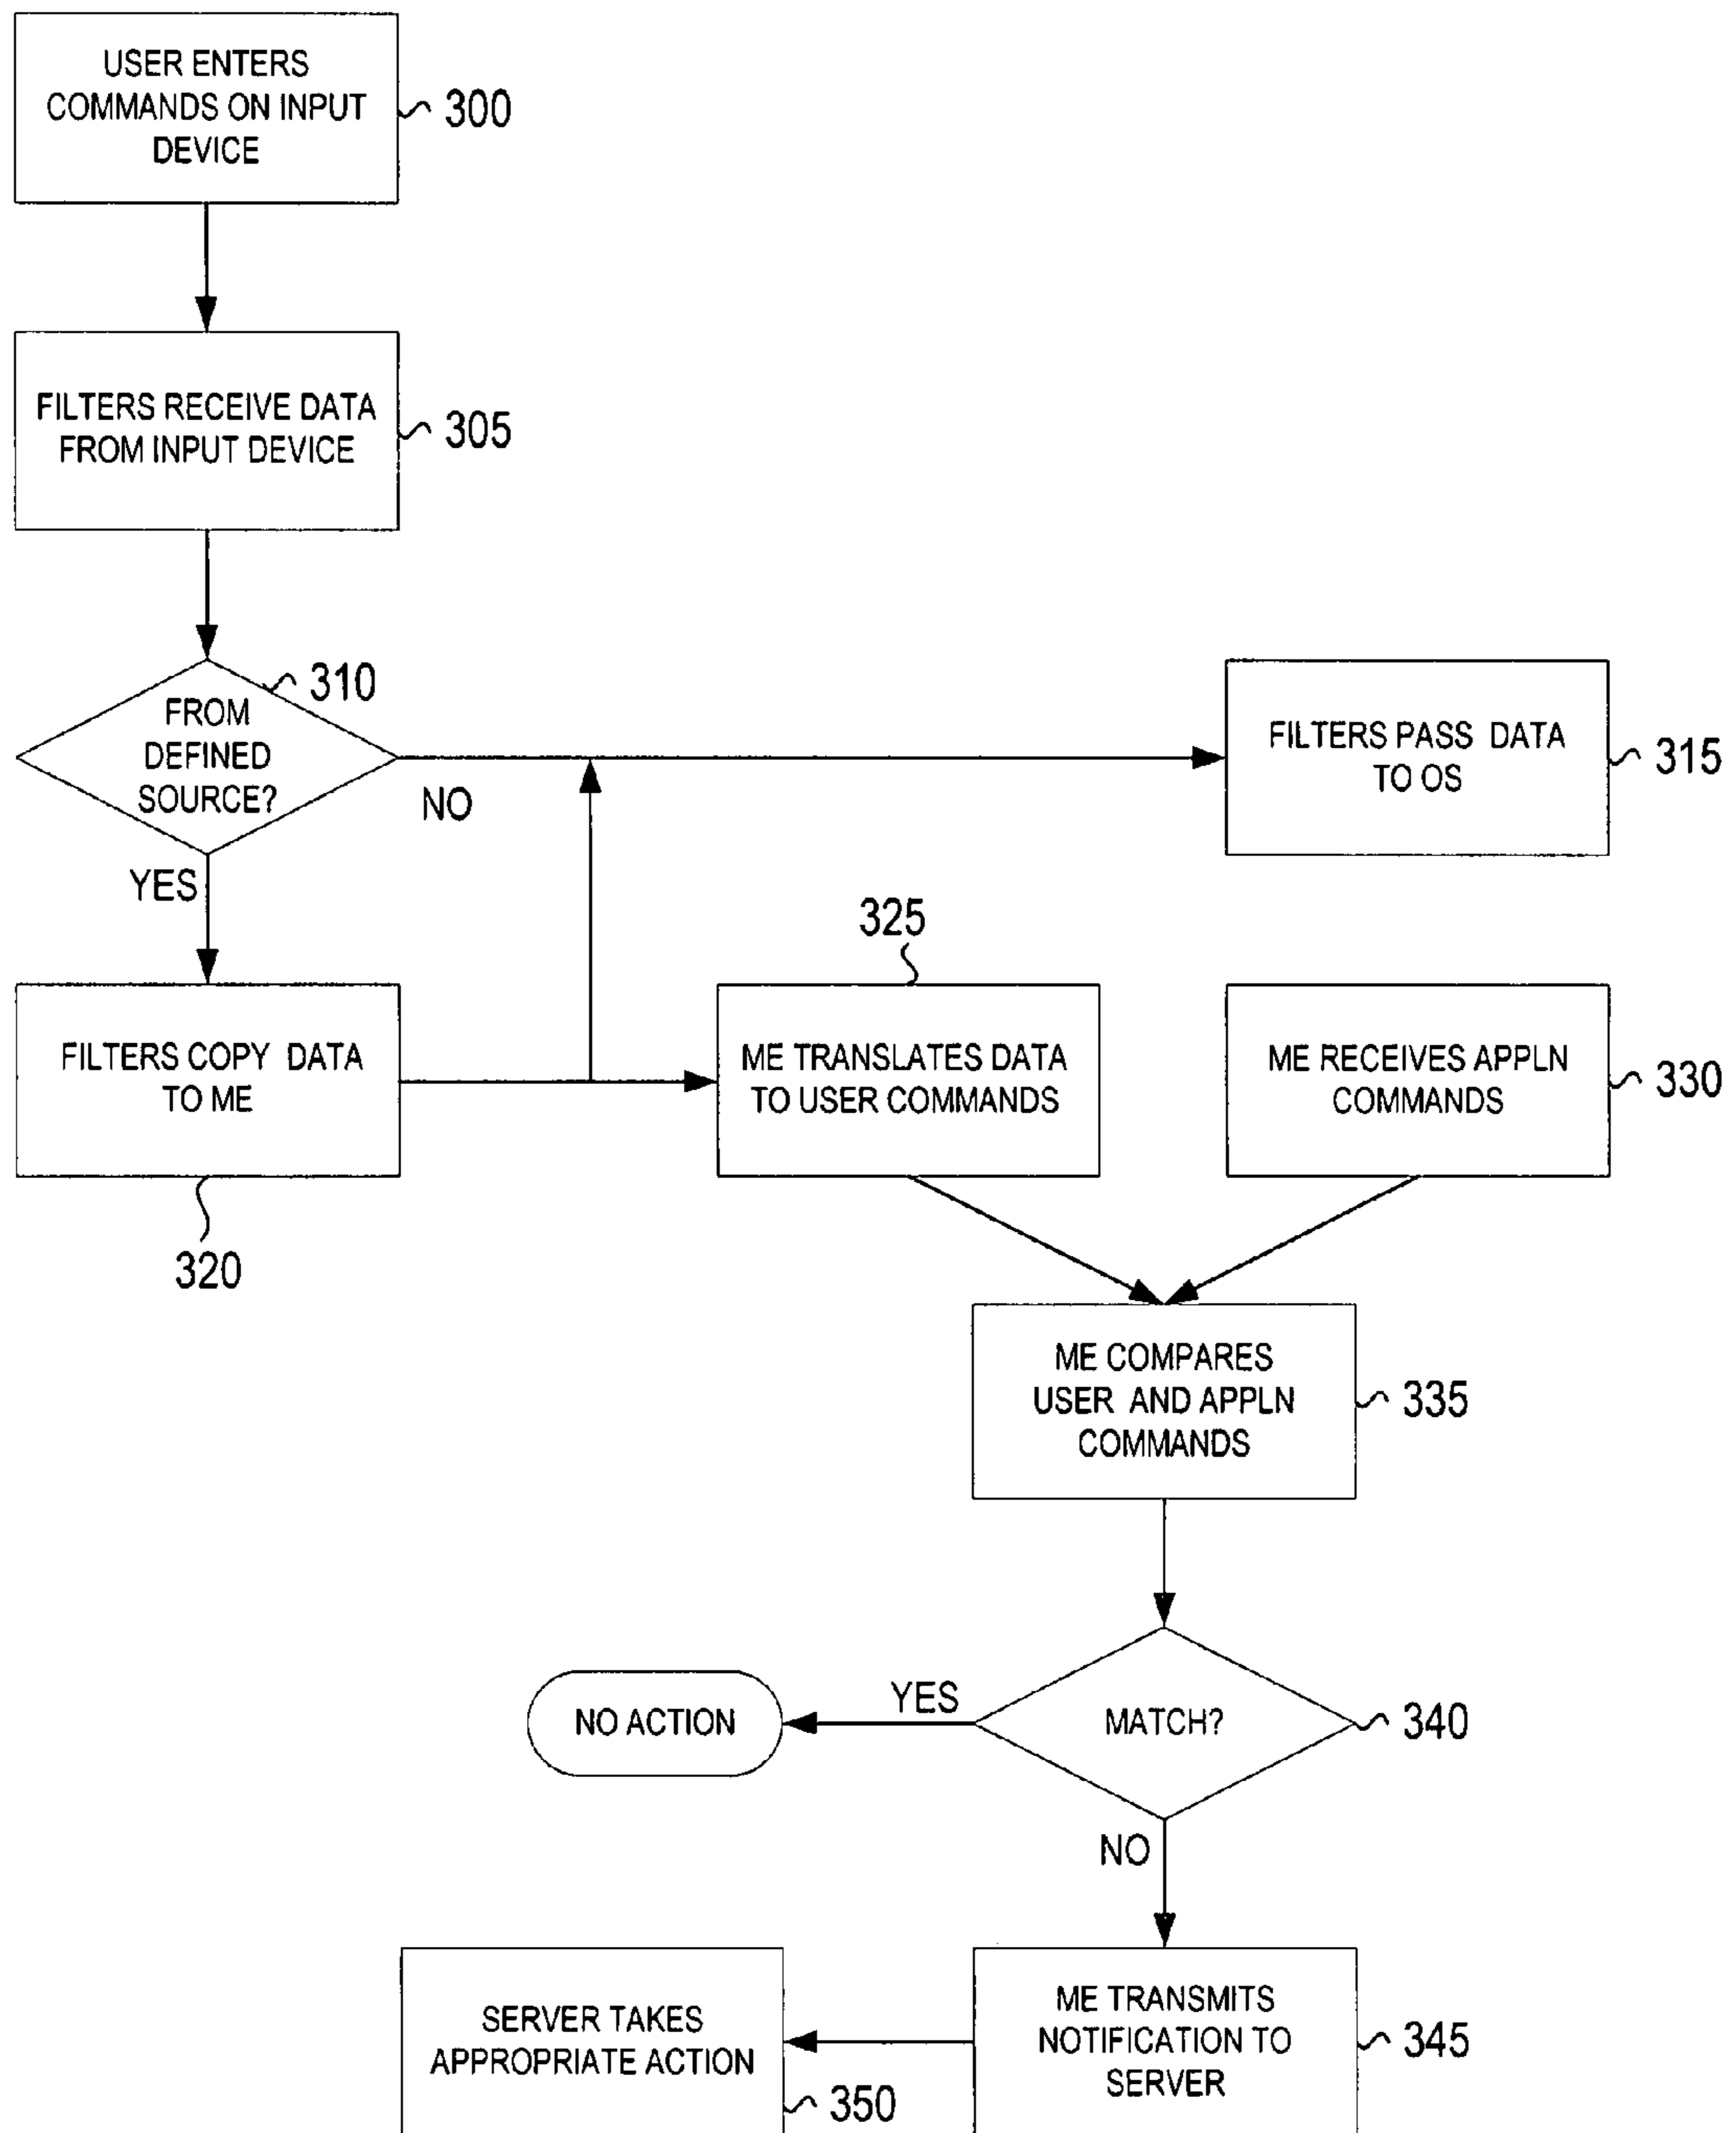 USER ENTERS
COMMANDS ON INPUT
DEVICE
300
FILTERS RECEIVE DATA
FROM INPUT DEVICE
305
310
FROM
DEFINED
SOURCE?
NO
YES
FILTERS PASS DATA
TO OS
315
FILTERS COPY DATA
TO ME
320
325
ME TRANSLATES DATA
TO USER COMMANDS
ME RECEIVES APPLN
COMMANDS
330
ME COMPARES
USER AND APPLN
COMMANDS
335
MATCH?
340
YES
NO ACTION
NO
ME TRANSMITS
NOTIFICATION TO
SERVER
345
SERVER TAKES
APPROPRIATE ACTION
350